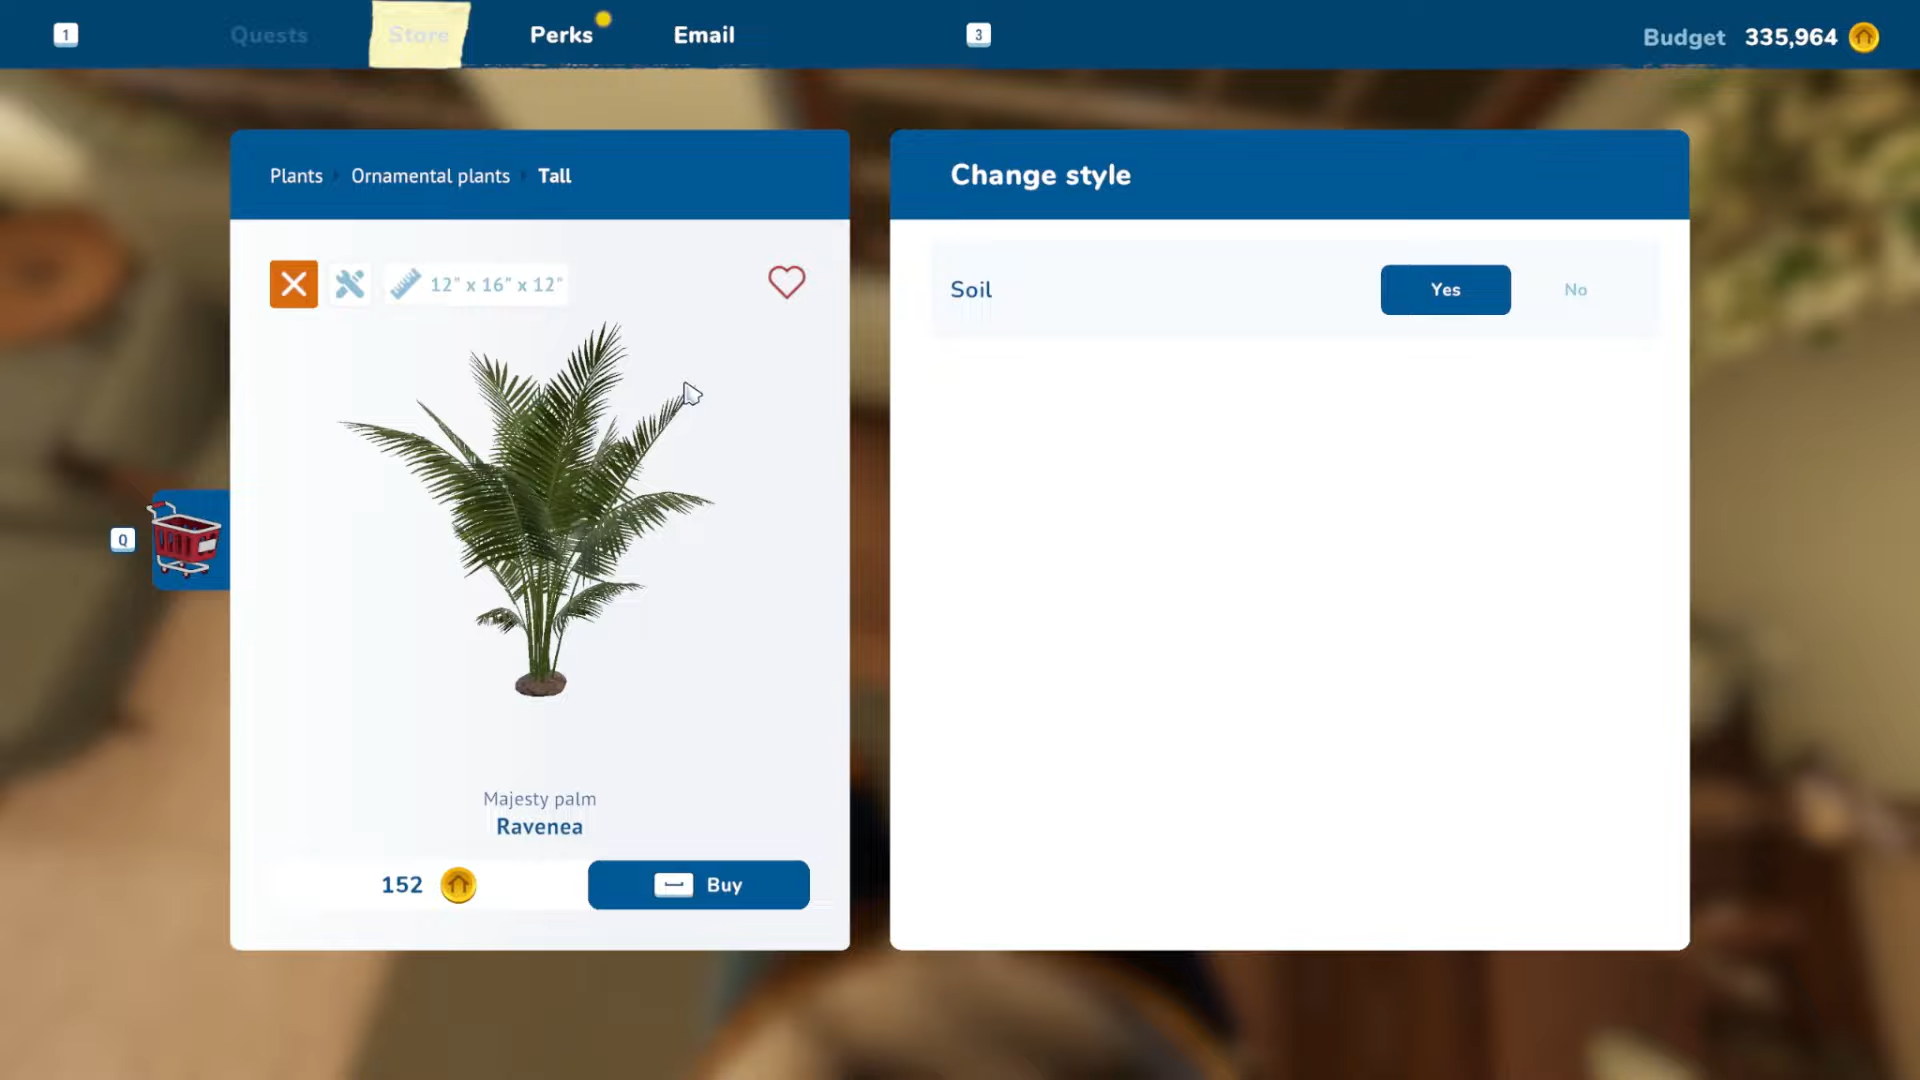 1
Quests
Store
Perks
Email
3
Budget 335,964
Plants
Ornamental plants
Tall
12" x 16" x 12"
Q
Majesty palm
Ravenea
152
Buy
Change style
Soil
Yes
No